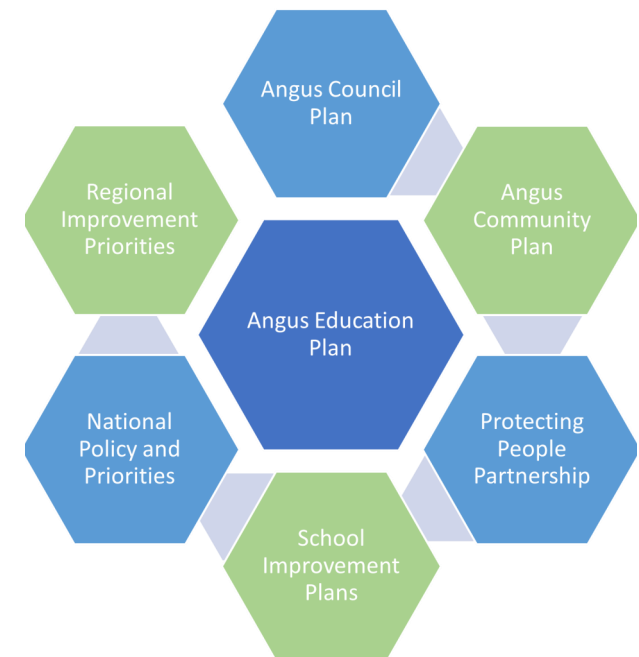 Angus Council
Plan
Regional
Improvement
Priorities
Angus
Community
Plan
Angus Education
Plan
National
Policy and
Priorities
Protecting
People
Partnership
School
Improvement
Plans